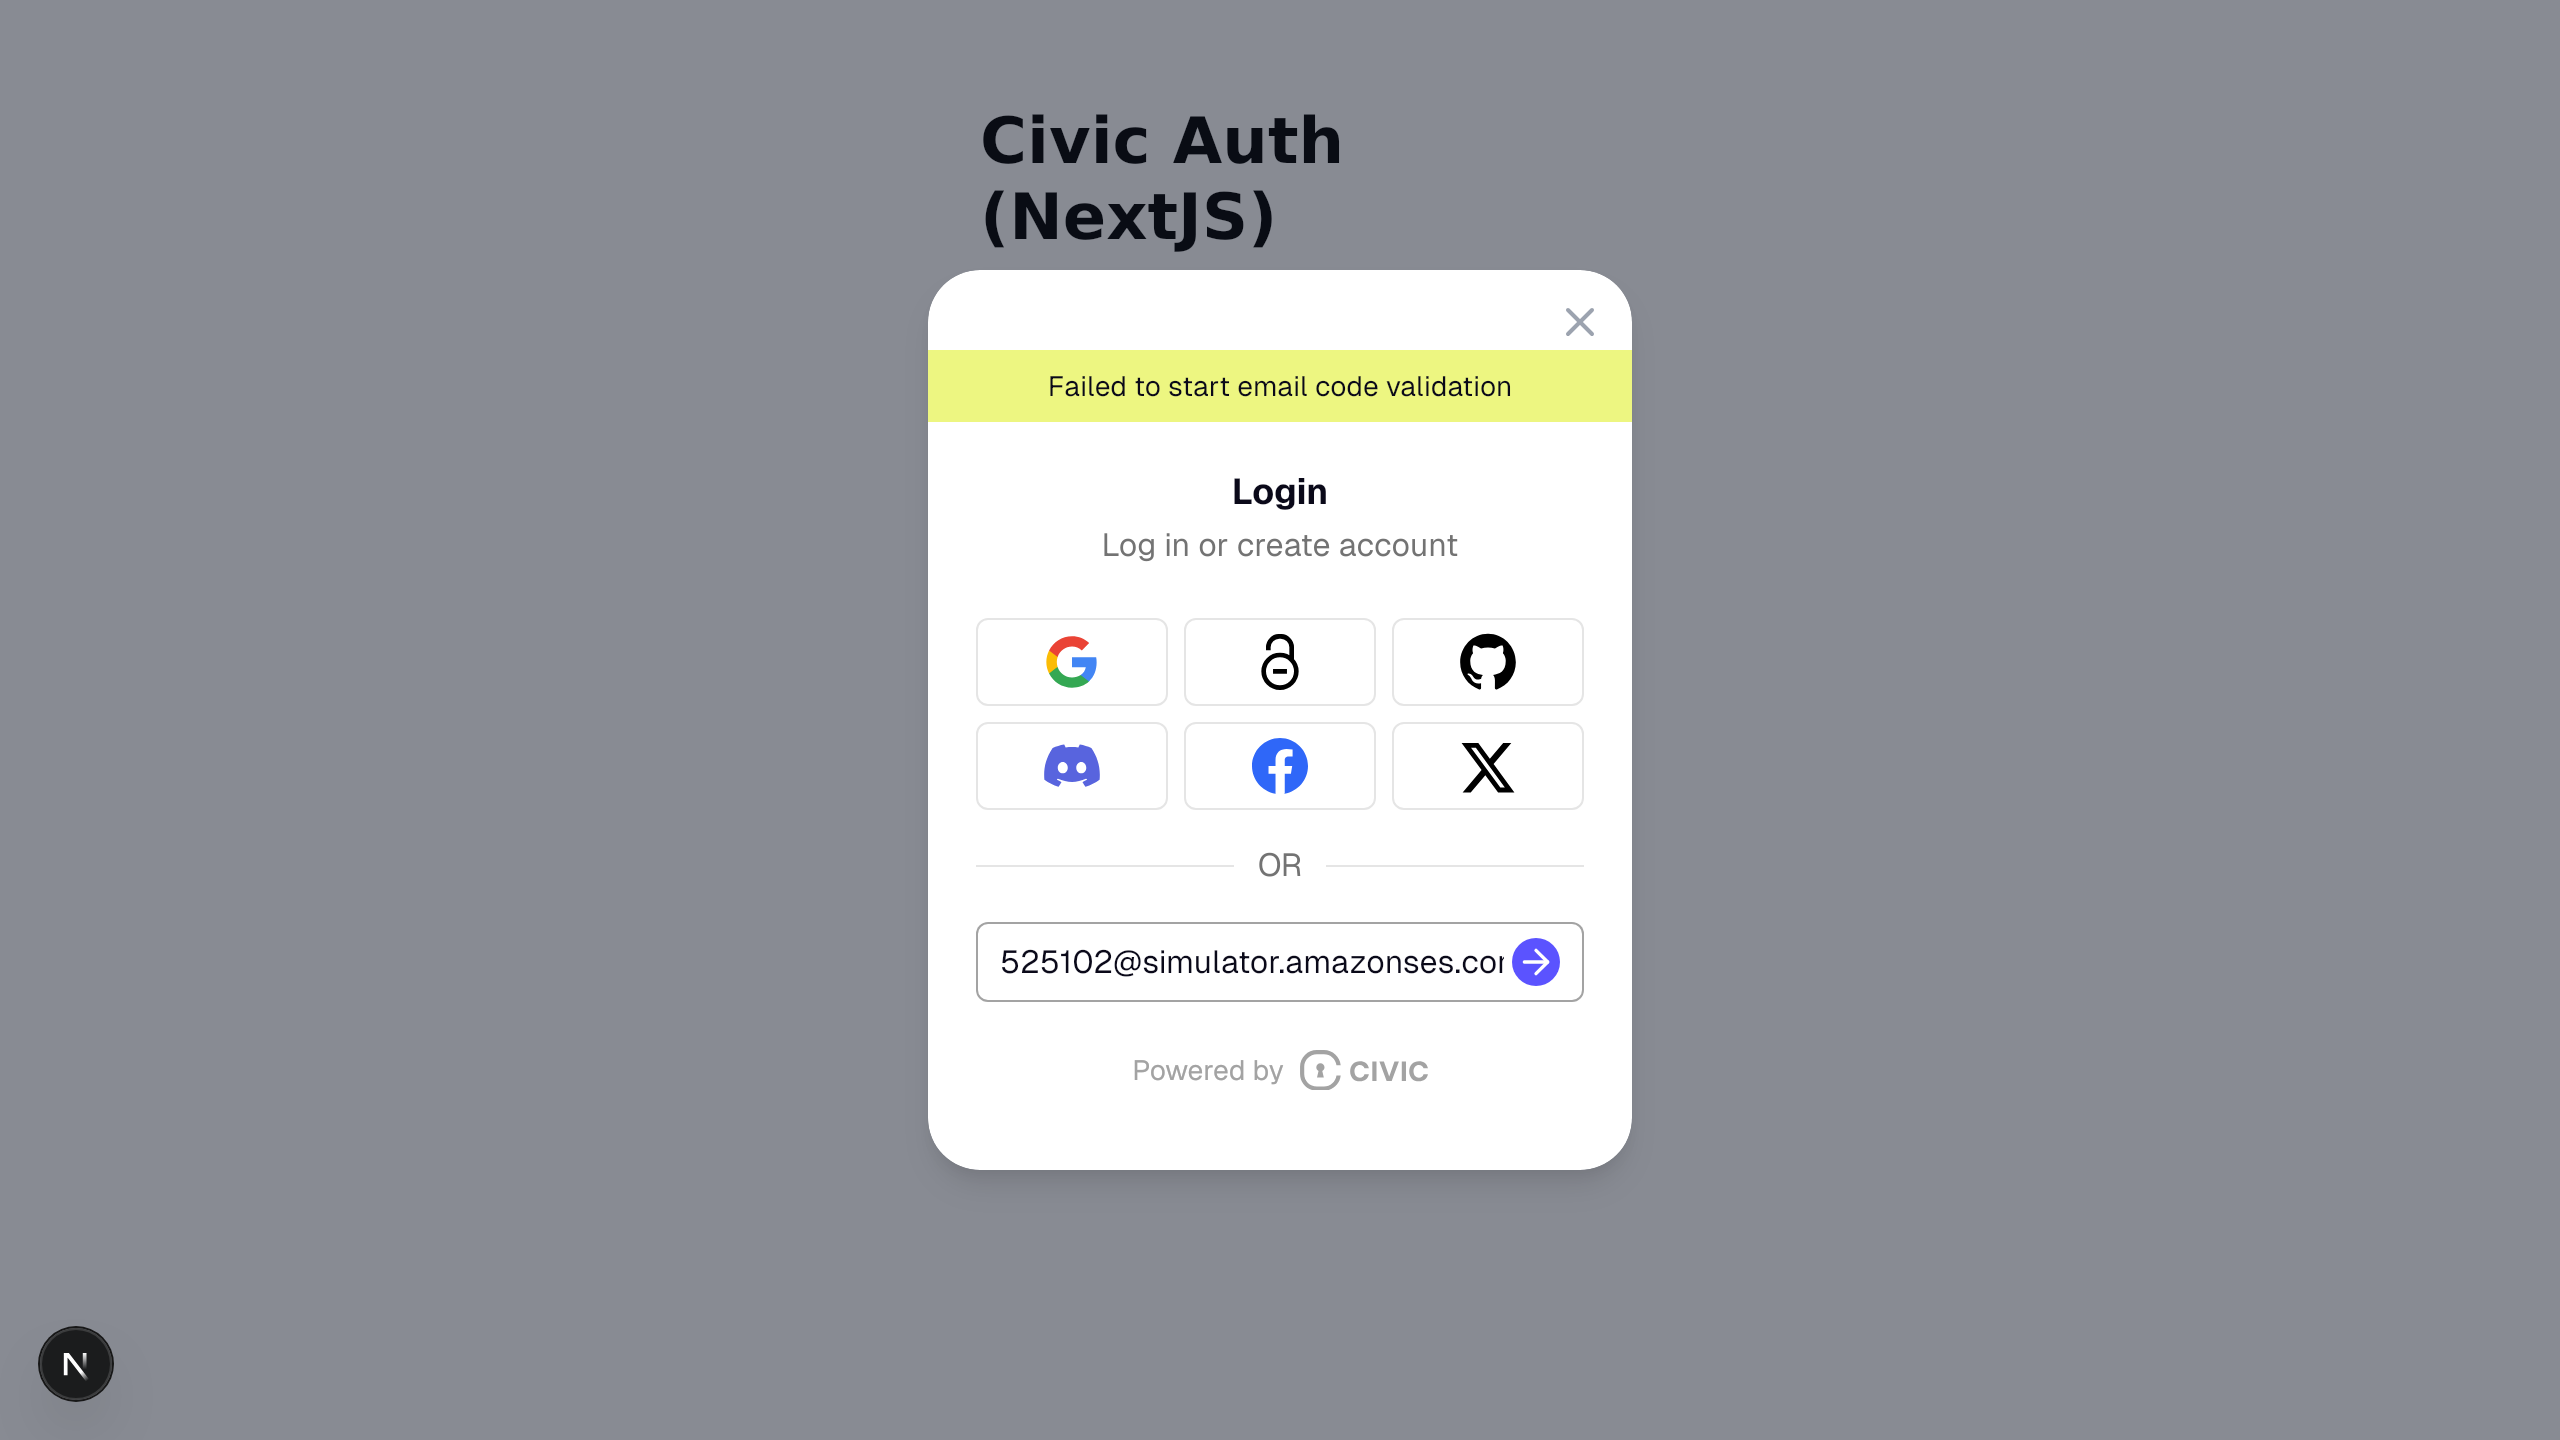 Civic Auth
(NextJS)
Failed to start email code validation
Login
Log in or create account
OR
525102@simulator.amazonses.cor
Powered by CIVIC
N